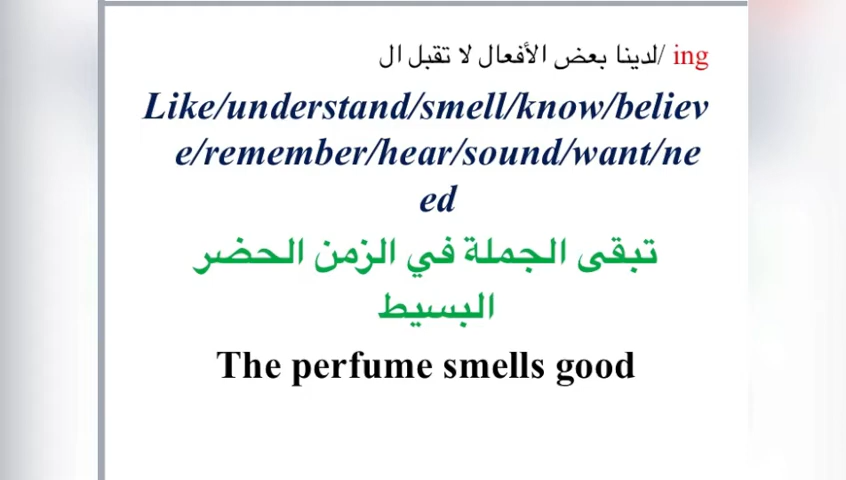 لدينا بعض الأفعال لا تقبل ال/ ing
Like/understand/smell/know/believ
e/remember/hear/sound/want/ne
ed
تبقى الجملة في الزمن الحضر
البسيط
The perfume smells good